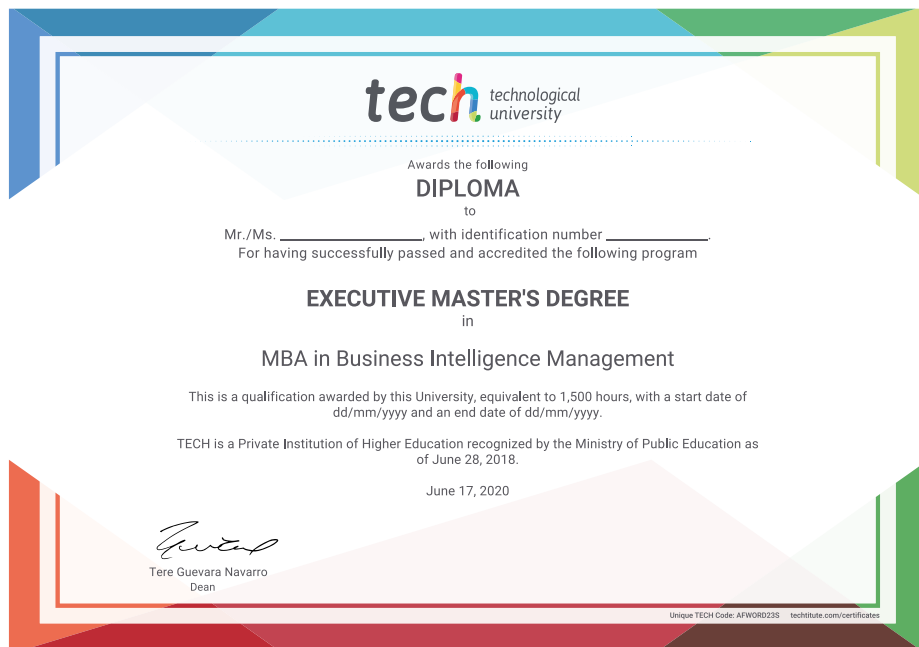 tech technological
university
Awards the following
DIPLOMA
to
Mr./Ms. ____________________, with identification number ______________.
For having successfully passed and accredited the following program
EXECUTIVE MASTER'S DEGREE
in
MBA in Business Intelligence Management
This is a qualification awarded by this University, equivalent to 1,500 hours, with a start date of
dd/mm/yyyy and an end date of dd/mm/yyyy.
TECH is a Private Institution of Higher Education recognized by the Ministry of Public Education as
of June 28, 2018.
June 17, 2020
Tere Guevara Navarro
Dean
Unique TECH Code: AFWORD23S techtitute.com/certificates